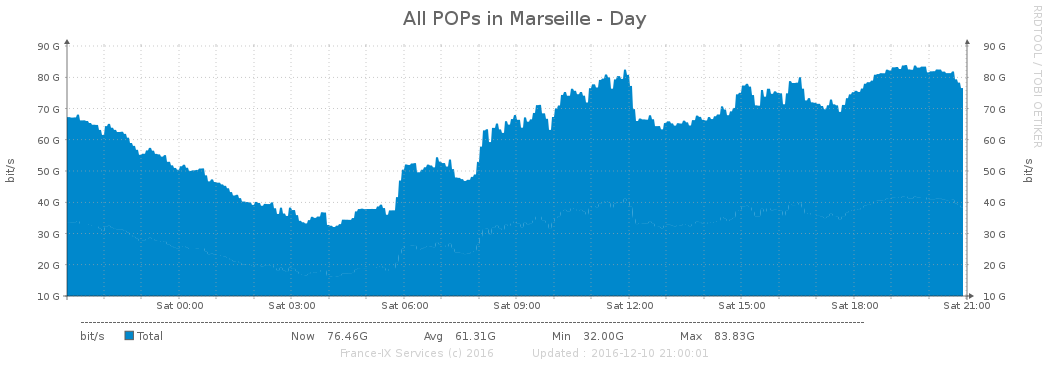 All POPs in Marseille - Day
RRDTOOL / TOBI OETIKER
90 G 90 G
80 G 80 G
70 G 70 G
60 G 60 G
50 G 50 G
40 G 40 G
30 G 30 G
20 G 20 G
10 G 10 G
bit/s
bit/s
Sat 00:00 Sat 03:00 Sat 06:00 Sat 09:00 Sat 12:00 Sat 15:00 Sat 18:00 Sat 21:00
bit/s Total Now 76.46G Avg 61.31G Min 32.00G Max 83.83G
France-IX Services (c) 2016 Updated : 2016-12-10 21:00:01